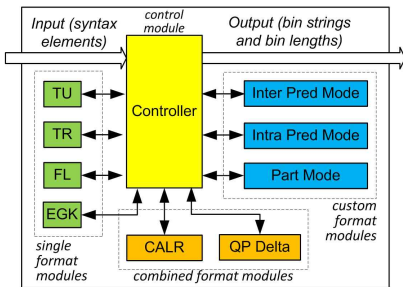 Input (syntax
elements)
control
module
Output (bin strings
and bin lengths)
TU
TR
FL
EGK
Controller
Inter Pred Mode
Intra Pred Mode
Part Mode
single
format
modules
custom
format
modules
CALR
QP Delta
combined format modules